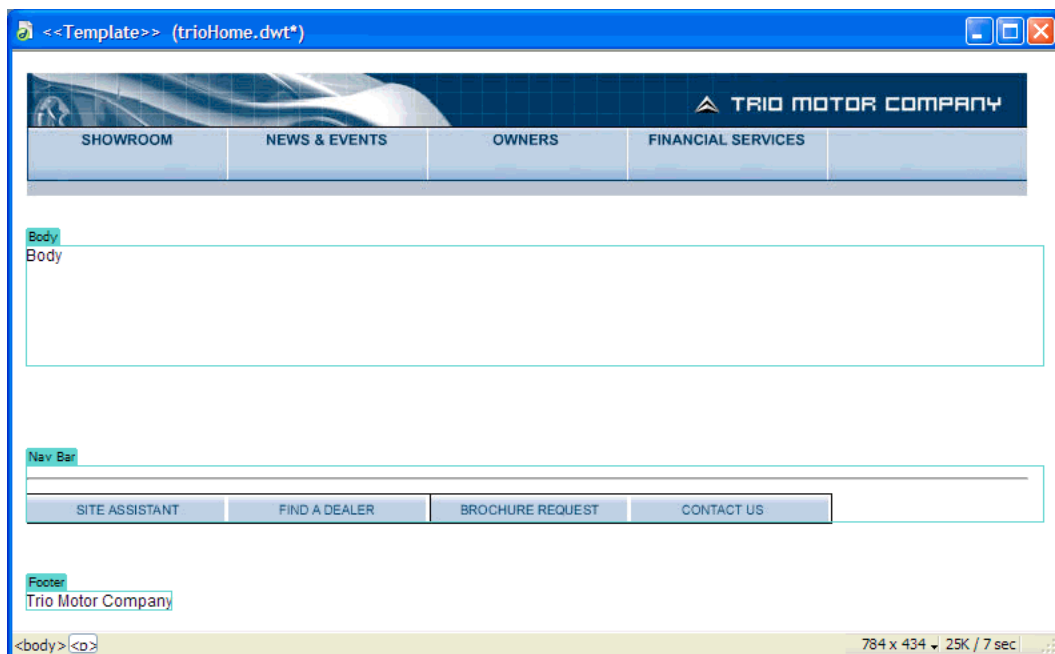 <<Template>> (trioHome.dwt*)
TRIO MOTOR COMPANY
SHOWROOM NEWS & EVENTS OWNERS FINANCIAL SERVICES
Body
Body
Nav Bar
SITE ASSISTANT FIND A DEALER BROCHURE REQUEST CONTACT US
Footer
Trio Motor Company
<body> <p> 784 x 434 25K / 7 sec